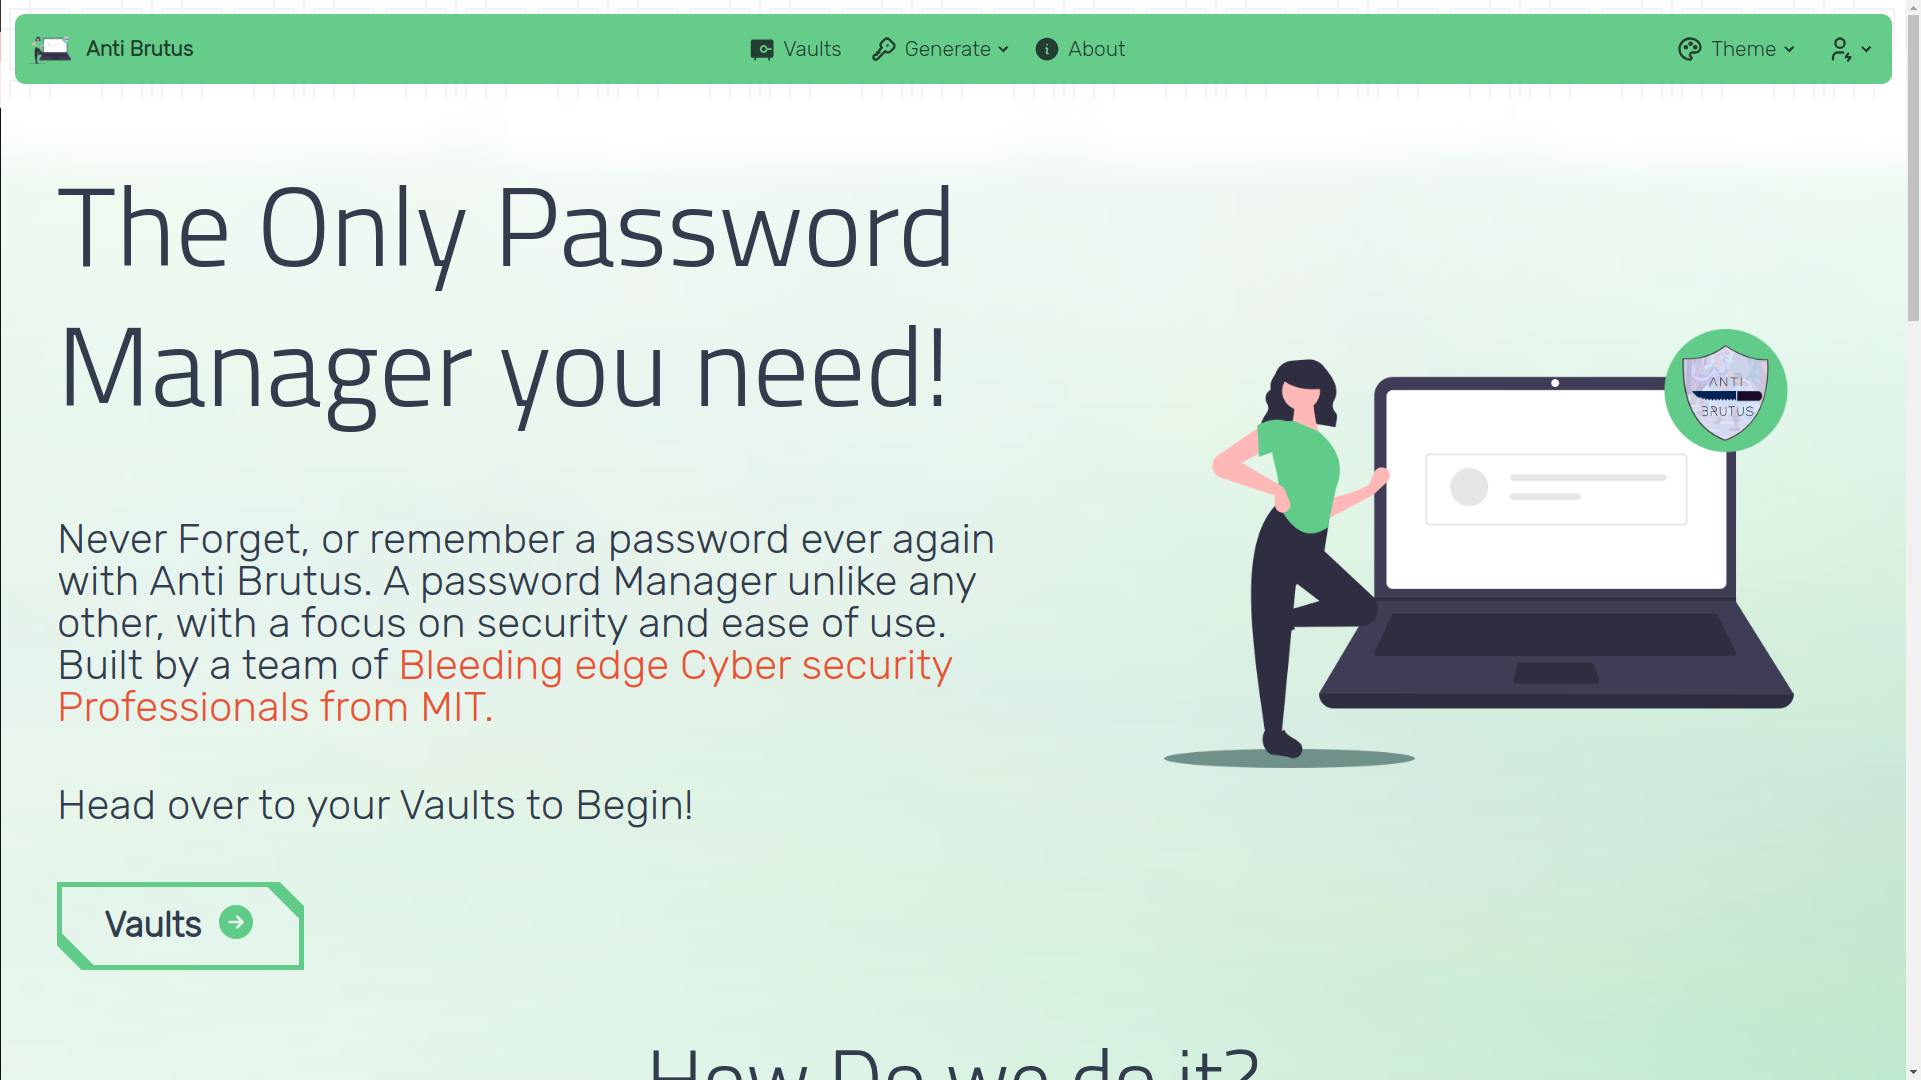 Anti Brutus
Vaults
Generate
About
Theme
The Only Password
Manager you need!
Never Forget, or remember a password ever again
with Anti Brutus. A password Manager unlike any
other, with a focus on security and ease of use.
Built by a team of Bleeding edge Cyber security
Professionals from MIT.
Head over to your Vaults to Begin!
Vaults
ANTI
BRUTUS
How Do we do it?